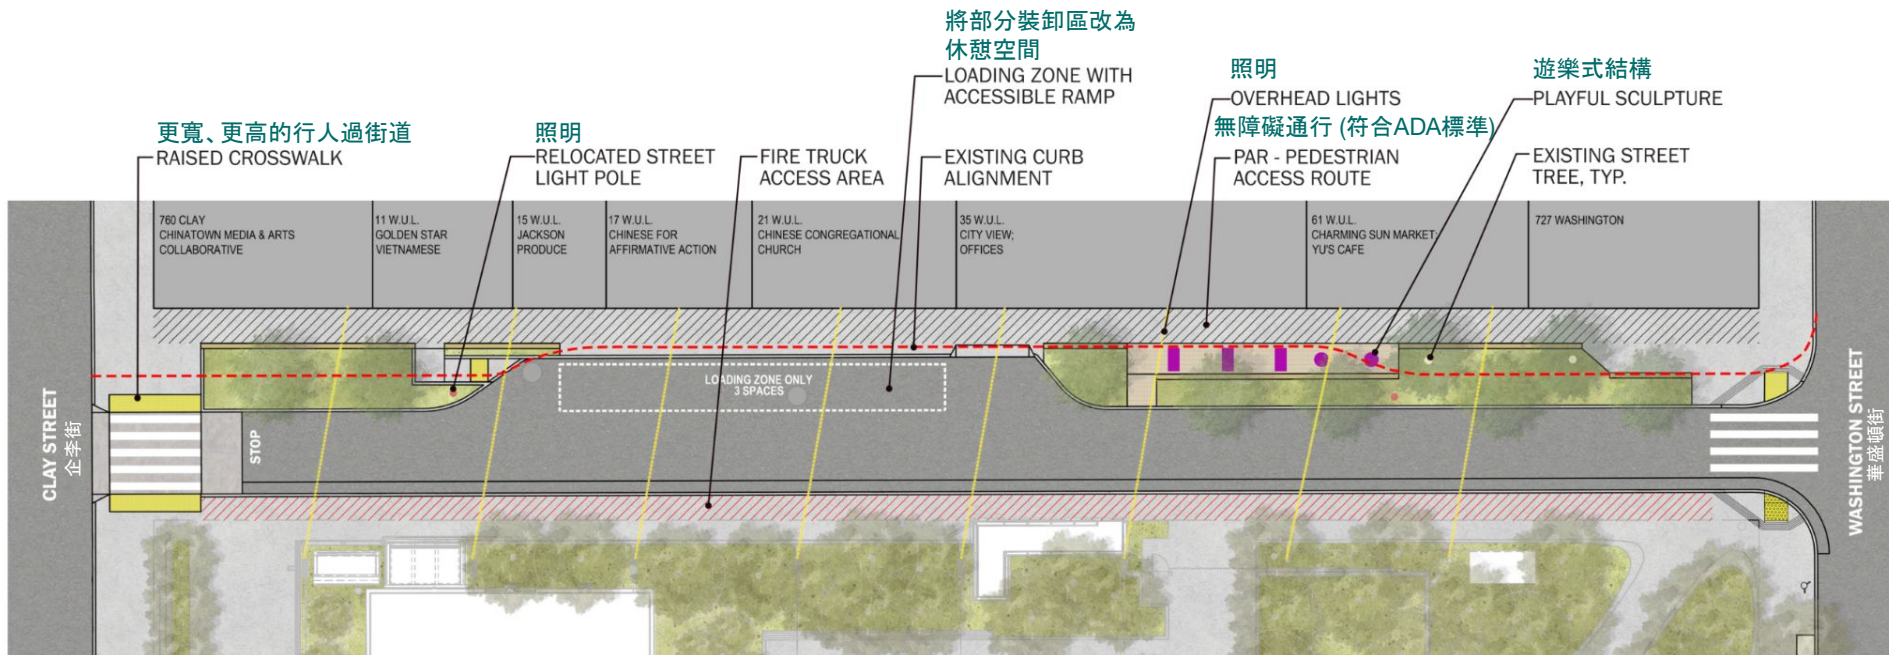 將部分裝卸區改為
休憩空間
LOADING ZONE WITH
ACCESSIBLE RAMP
照明
OVERHEAD LIGHTS
遊樂式結構
PLAYFUL SCULPTURE
更寬、更高的行人過街道
RAISED CROSSWALK
照明
RELOCATED STREET
LIGHT POLE
FIRE TRUCK
ACCESS AREA
EXISTING CURB
ALIGNMENT
無障礙通行 (符合ADA標準)
PAR - PEDESTRIAN
ACCESS ROUTE
EXISTING STREET
TREE, TYP.
760 CLAY
CHINATOWN MEDIA & ARTS
COLLABORATIVE
11 W.U.L.
GOLDEN STAR
VIETNAMESE
15 W.U.L.
JACKSON
PRODUCE
17 W.U.L.
CHINESE FOR
AFFIRMATIVE ACTION
21 W.U.L.
CHINESE CONGREGATIONAL
CHURCH
35 W.U.L.
CITY VIEW;
OFFICES
61 W.U.L.
CHARMING SUN MARKET;
YU'S CAFE
727 WASHINGTON
LOADING ZONE ONLY
3 SPACES
STOP
CLAY STREET
企李街
WASHINGTON STREET
華盛頓街